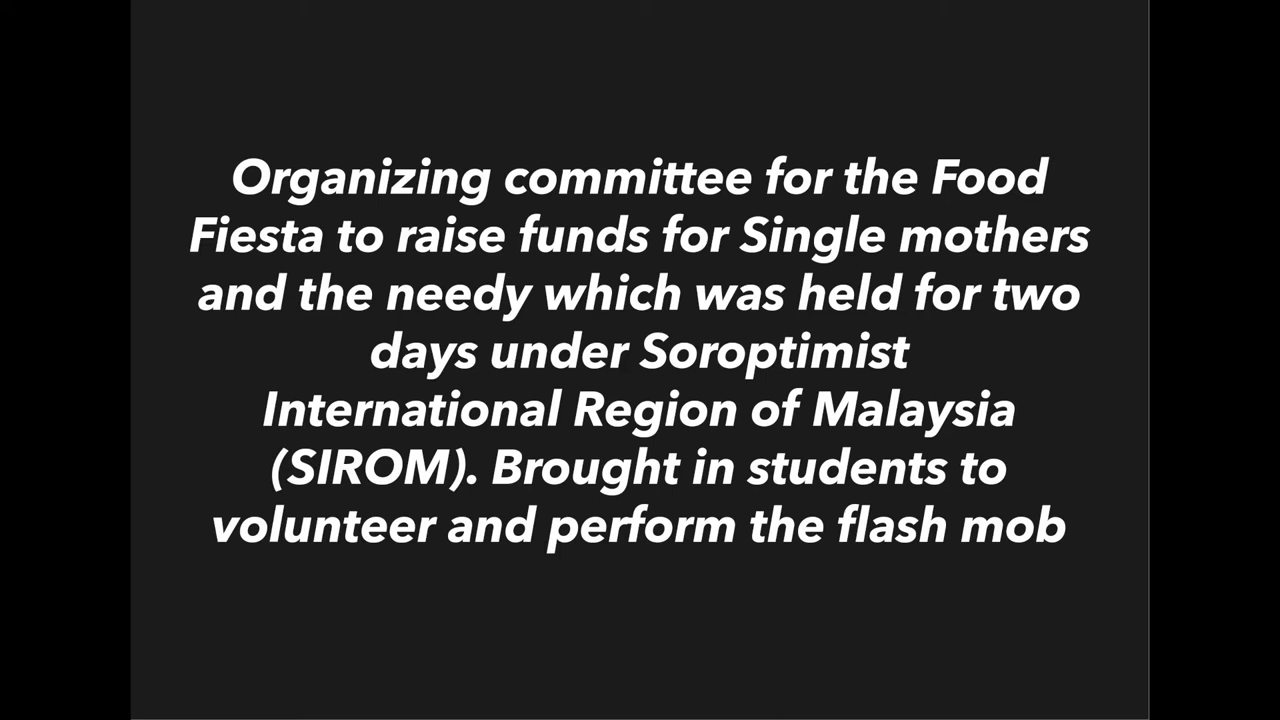 Organizing committee for the Food
Fiesta to raise funds for Single mothers
and the needy which was held for two
days under Soroptimist
International Region of Malaysia
(SIROM). Brought in students to
volunteer and perform the flash mob